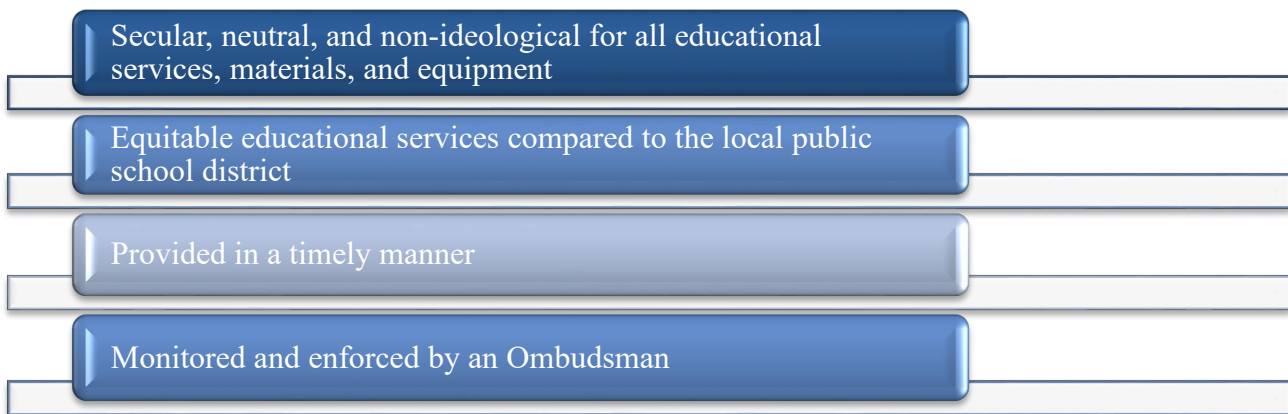 Secular, neutral, and non-ideological for all educational
services, materials, and equipment
Equitable educational services compared to the local public
school district
Provided in a timely manner
Monitored and enforced by an Ombudsman